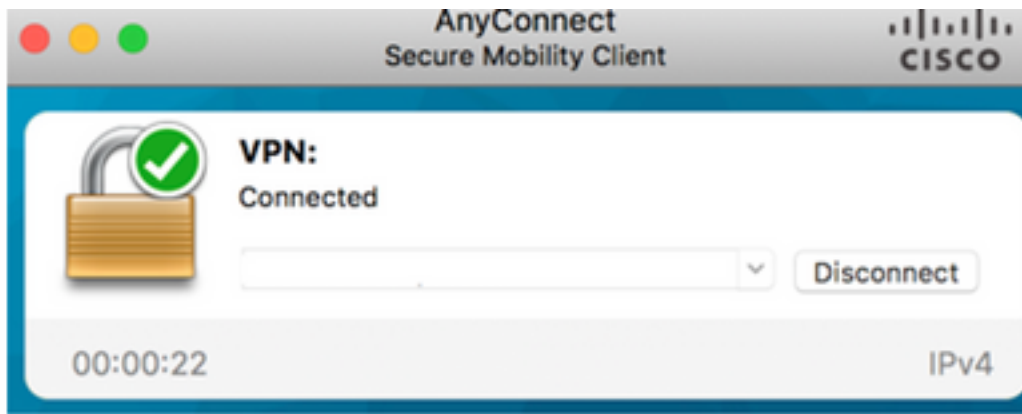 AnyConnect
Secure Mobility Client
CISCO
VPN:
Connected
Disconnect
00:00:22
IPv4